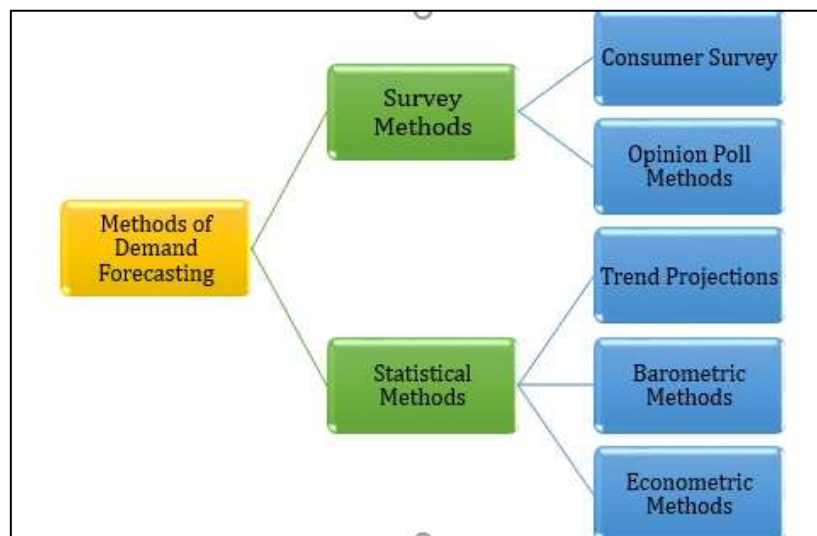 Methods of
Demand
Forecasting
Survey
Methods
Consumer Survey
Opinion Poll
Methods
Statistical
Methods
Trend Projections
Barometric
Methods
Econometric
Methods